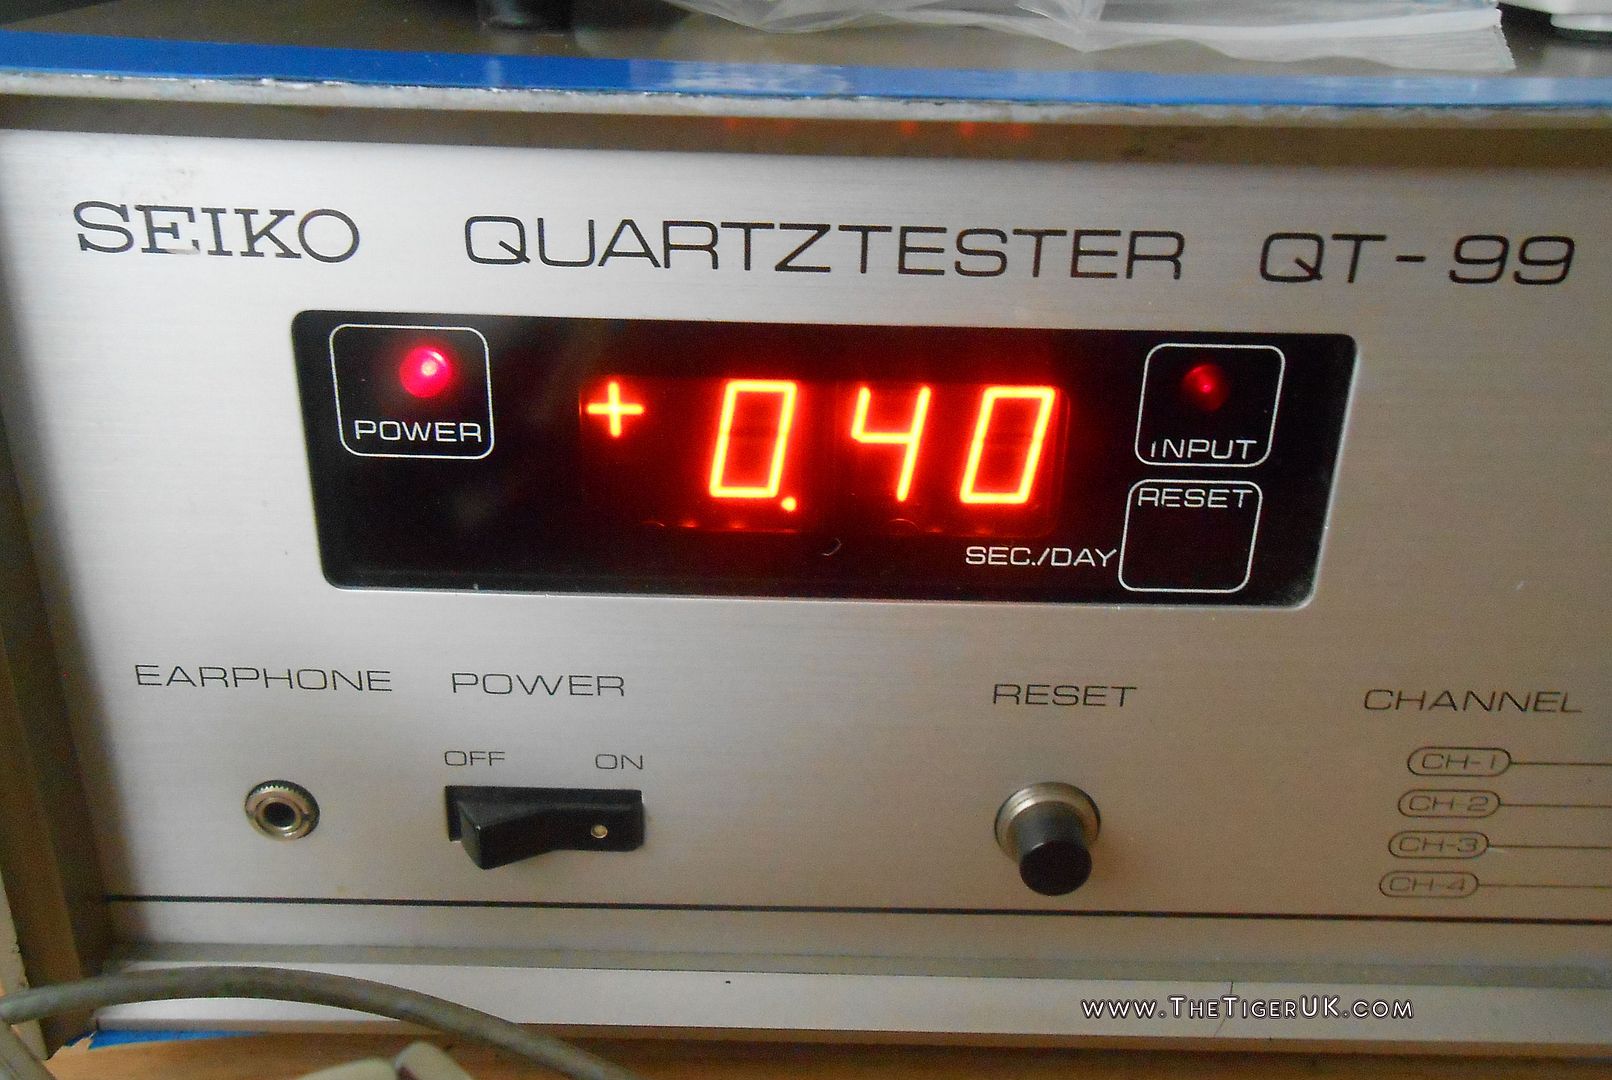 SEIKO QUARTZTESTER QT-99
POWER
+0.40
INPUT
RESET
SEC./DAY
EARPHONE POWER RESET CHANNEL
OFF ON
CH-1
CH-2
CH-3
CH-4
www.TheTigerUK.com